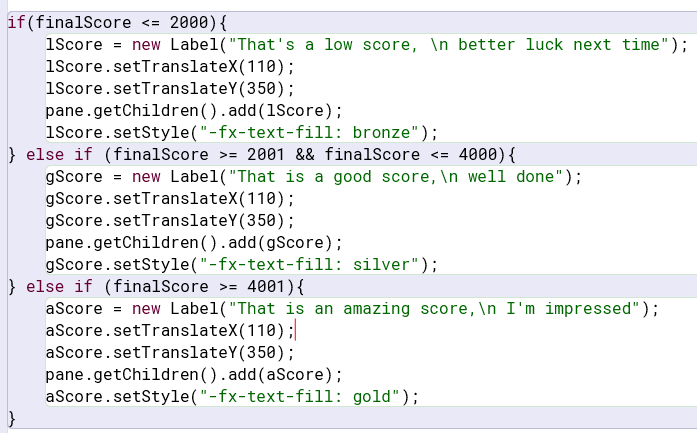 if(finalScore <= 2000){
    lScore = new Label("That's a low score, \n better luck next time");
    lScore.setTranslateX(110);
    lScore.setTranslateY(350);
    pane.getChildren().add(lScore);
    lScore.setStyle("-fx-text-fill: bronze");
} else if (finalScore >= 2001 && finalScore <= 4000){
    gScore = new Label("That is a good score,\n well done");
    gScore.setTranslateX(110);
    gScore.setTranslateY(350);
    pane.getChildren().add(gScore);
    gScore.setStyle("-fx-text-fill: silver");
} else if (finalScore >= 4001){
    aScore = new Label("That is an amazing score,\n I'm impressed");
    aScore.setTranslateX(110);
    aScore.setTranslateY(350);
    pane.getChildren().add(aScore);
    aScore.setStyle("-fx-text-fill: gold");
}